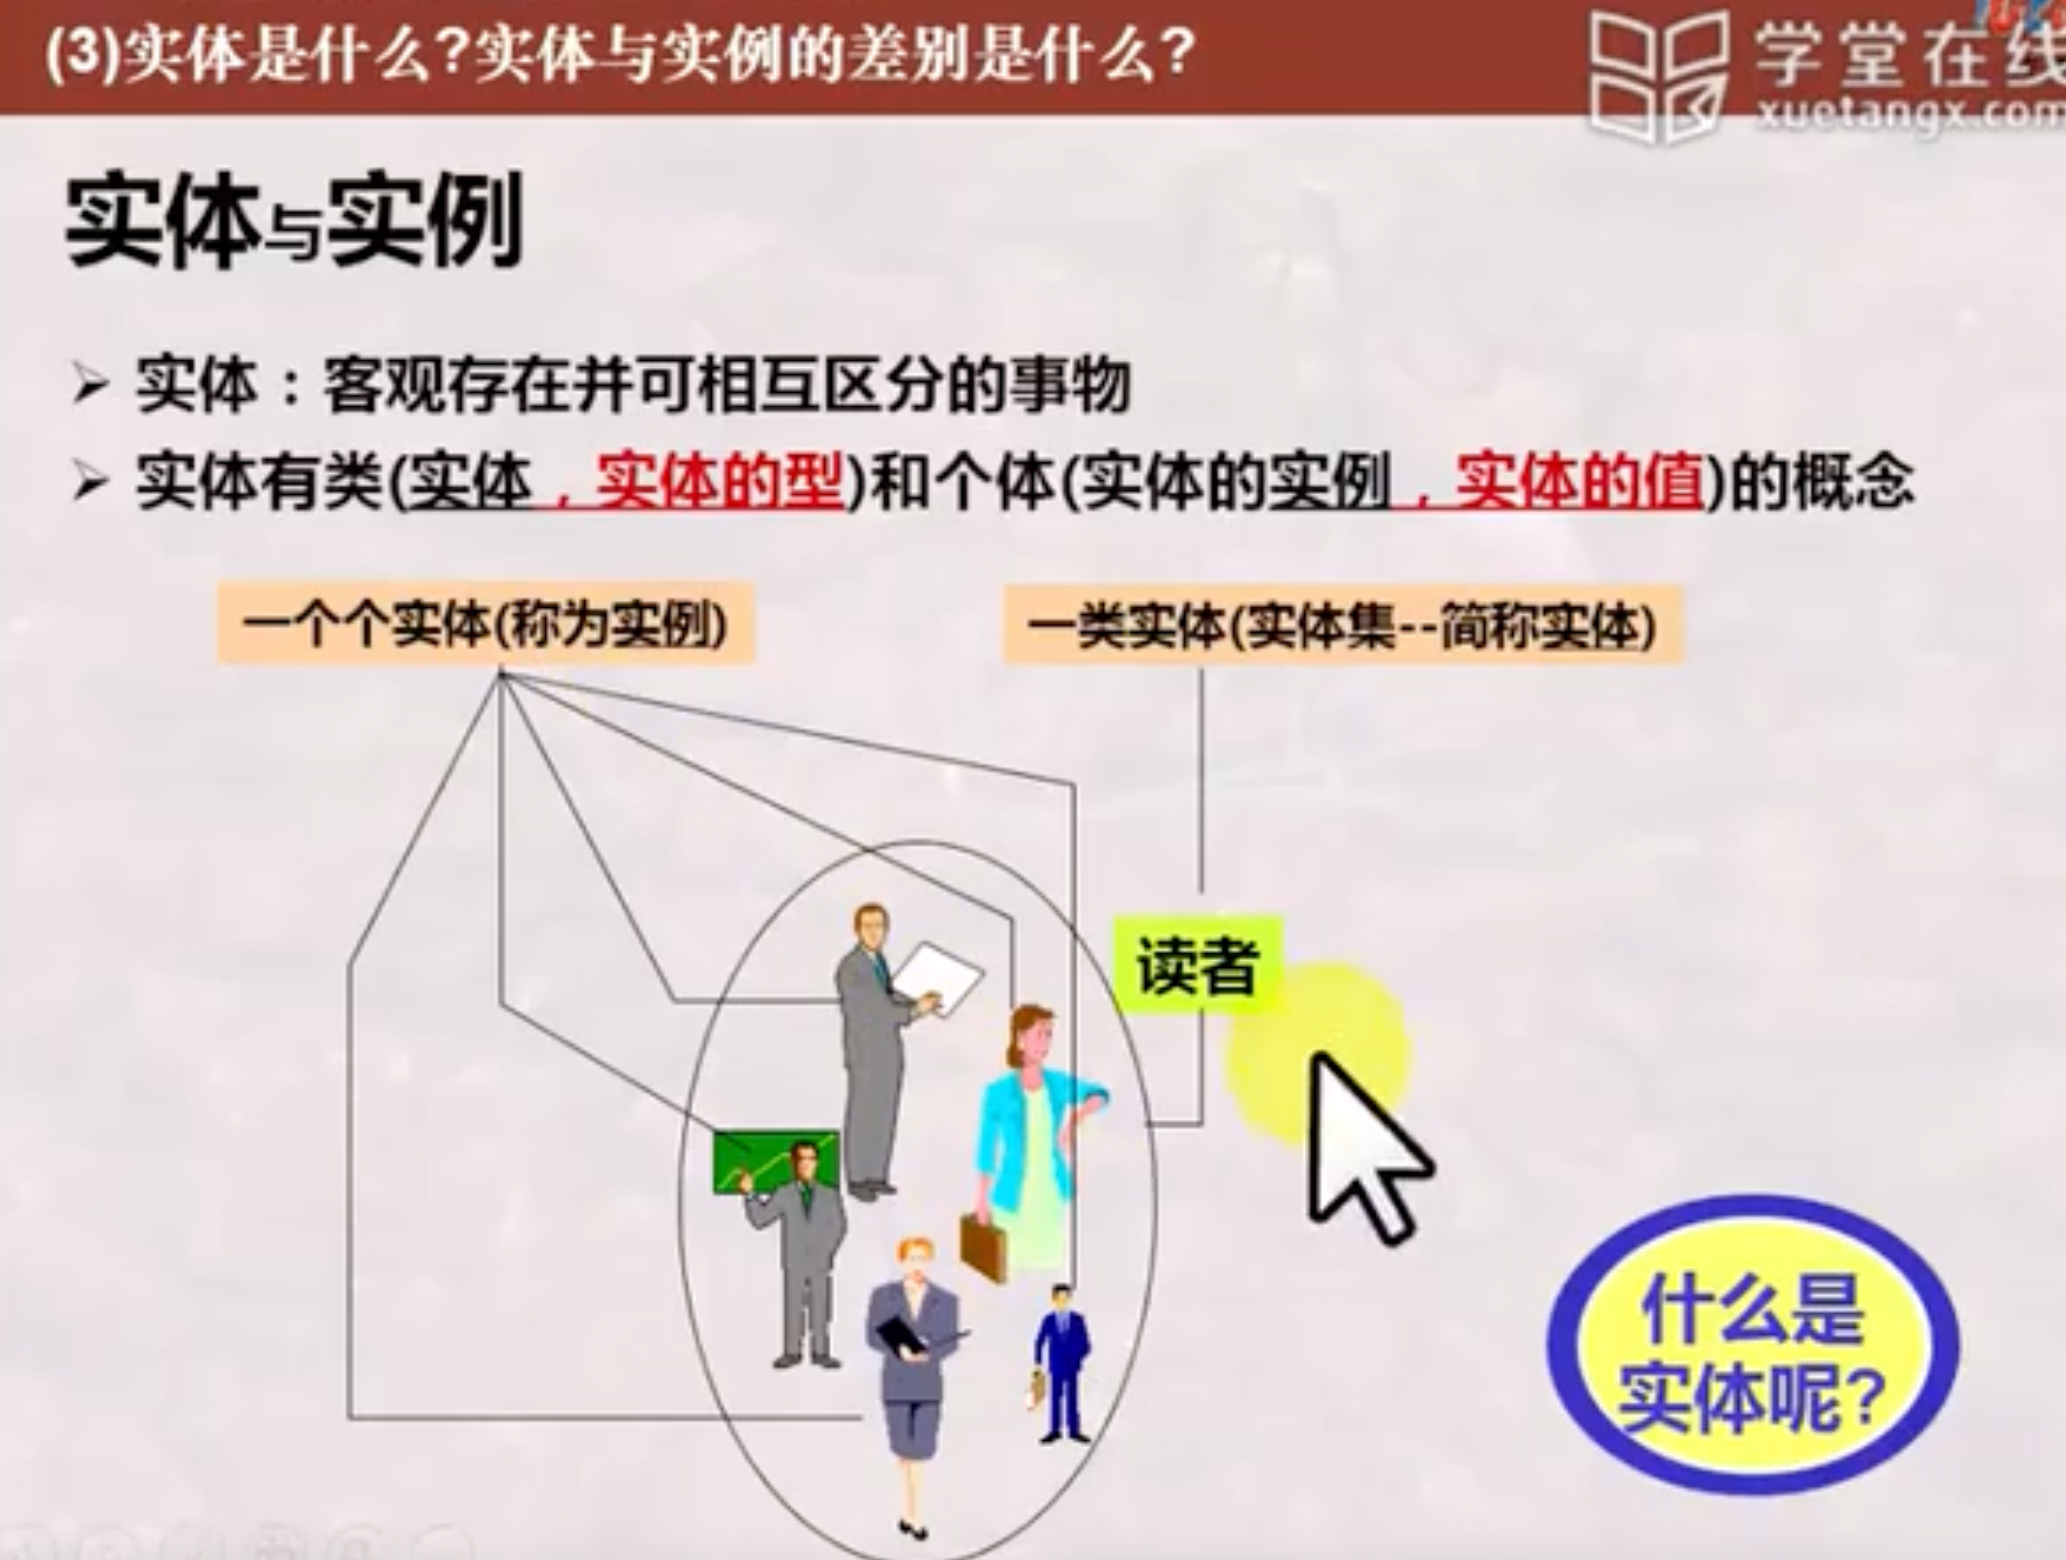 (3)实体是什么?实体与实例的差别是什么?
学堂在线
xuetangx.com
实体与实例
实体：客观存在并可相互区分的事物
实体有类(实体，实体的型)和个体(实体的实例，实体的值)的概念
一个个实体(称为实例)
一类实体(实体集--简称实体)
读者
什么是
实体呢?